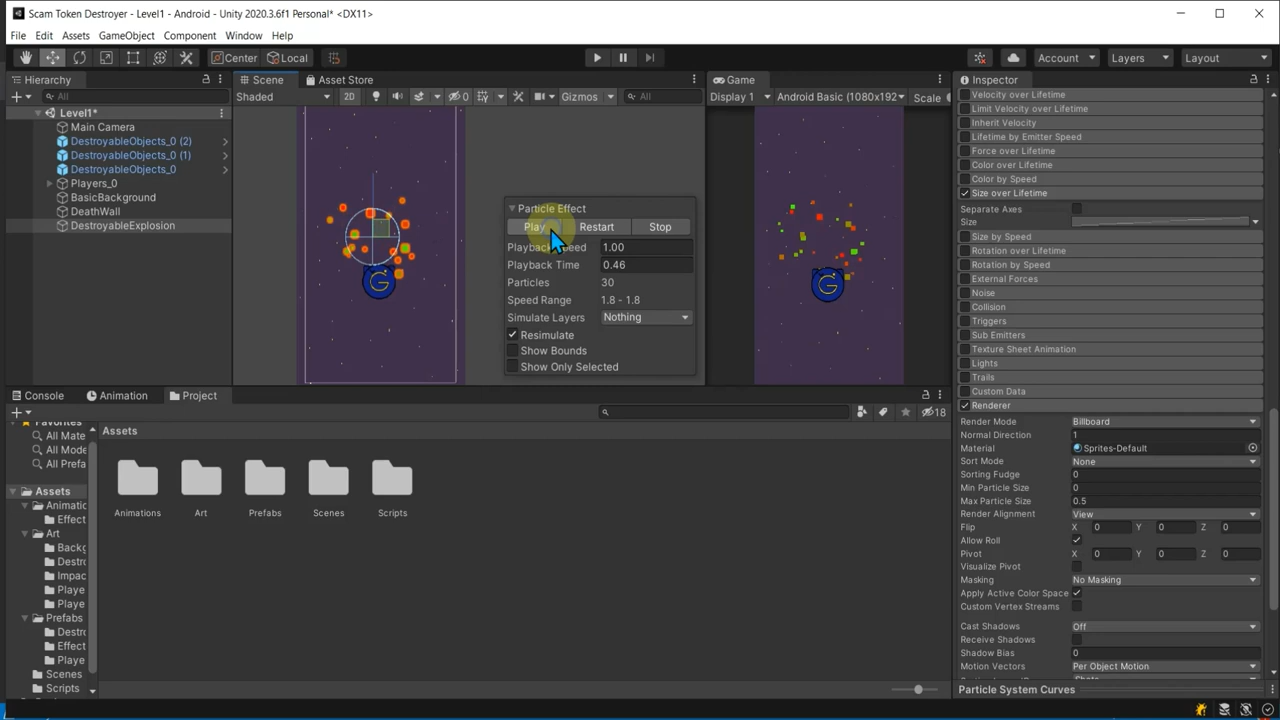 Scam Token Destroyer - Level1 - Android - Unity 2020.3.6f1 Personal* <DX11>
File Edit Assets GameObject Component Window Help
Center Local Account Layers Layout
Hierarchy
All
Level1*
Main Camera
DestroyableObjects_0 (2)
DestroyableObjects_0 (1)
DestroyableObjects_0
Players_0
BasicBackground
DeathWall
DestroyableExplosion
Scene Asset Store
Shaded 2D 0 Gizmos All
G
Particle Effect
Play Restart Stop
Playback Speed 1.00
Playback Time 0.46
Particles 30
Speed Range 1.8 - 1.8
Simulate Layers Nothing
Resimulate
Show Bounds
Show Only Selected
Game
Display 1 Android Basic (1080x192 Scale
G
Inspector
Velocity over Lifetime
Limit Velocity over Lifetime
Inherit Velocity
Lifetime by Emitter Speed
Force over Lifetime
Color over Lifetime
Color by Speed
Size over Lifetime
Separate Axes
Size
Size by Speed
Rotation over Lifetime
Rotation by Speed
External Forces
Noise
Collision
Triggers
Sub Emitters
Texture Sheet Animation
Lights
Trails
Custom Data
Renderer
Render Mode Billboard
Normal Direction 1
Material Sprites-Default
Sort Mode None
Sorting Fudge 0
Min Particle Size 0
Max Particle Size 0.5
Render Alignment View
Flip X 0 Y 0 Z 0
Allow Roll
Pivot X 0 Y 0 Z 0
Visualize Pivot
Masking No Masking
Apply Active Color Space
Custom Vertex Streams
Cast Shadows Off
Receive Shadows
Shadow Bias 0
Motion Vectors Per Object Motion
Particle System Curves
Console Animation Project
18
Favorites
All Mate
All Mode
All Prefa
Assets
Animatic
Effect
Art
Backg
Destro
Impac
Playe
Playe
Prefabs
Destro
Effect
Playe
Scenes
Scripts
Assets
Animations Art Prefabs Scenes Scripts